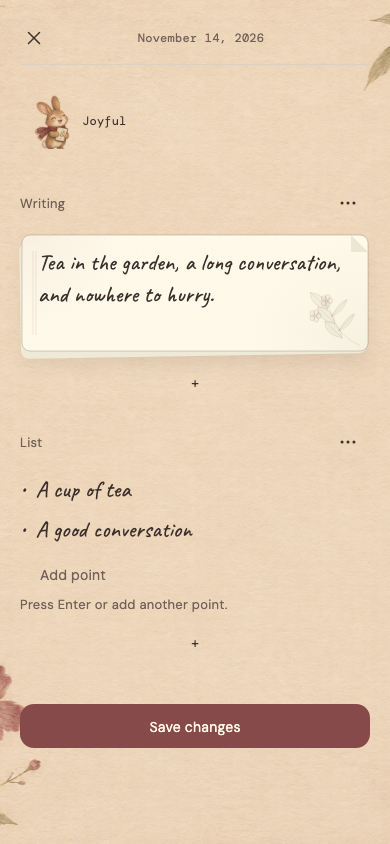 November 14, 2026
Joyful
Writing
Tea in the garden, a long conversation,
and nowhere to hurry.
+
List
• A cup of tea
• A good conversation
Add point
Press Enter or add another point.
+
Save changes